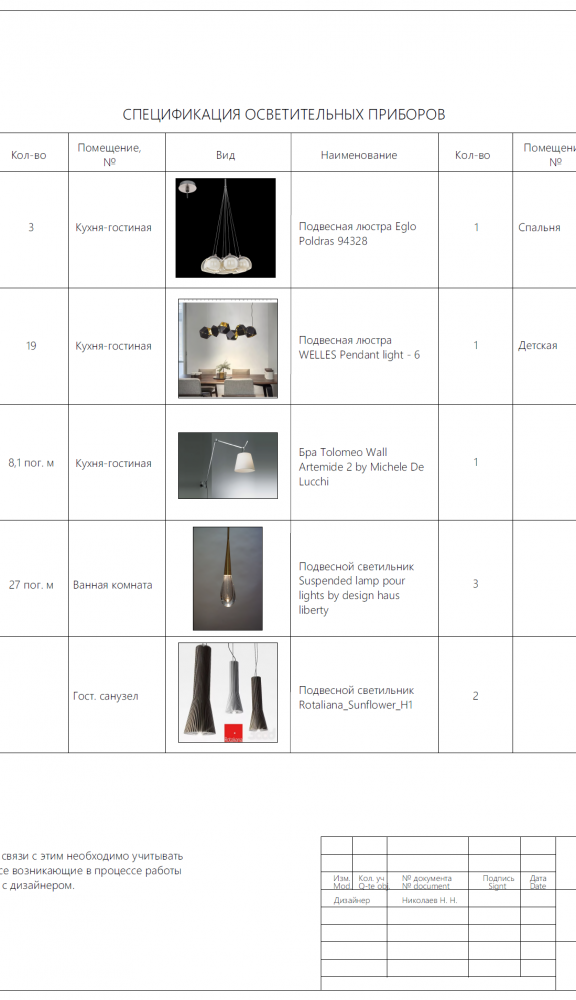 СПЕЦИФИКАЦИЯ ОСВЕТИТЕЛЬНЫХ ПРИБОРОВ
Кол-во
Помещение,
№
Вид
Наименование
Кол-во
Помещени
№
3
Кухня-гостиная
Подвесная люстра Eglo
Poldras 94328
1
Спальня
19
Кухня-гостиная
Подвесная люстра
WELLES Pendant light - 6
1
Детская
8,1 пог. м
Кухня-гостиная
Бра Tolomeo Wall
Artemide 2 by Michele De
Lucchi
1
27 пог. м
Ванная комната
Подвесной светильник
Suspended lamp pour
lights by design haus
liberty
3
Гост. санузел
Подвесной светильник
Rotaliana_Sunflower_H1
2
связи с этим необходимо учитывать
се возникающие в процессе работы
с дизайнером.
Изм. Кол. уч № документа Подпись Дата
Mod. Q-te obj. № document Signt Date
Дизайнер Николаев Н. Н.